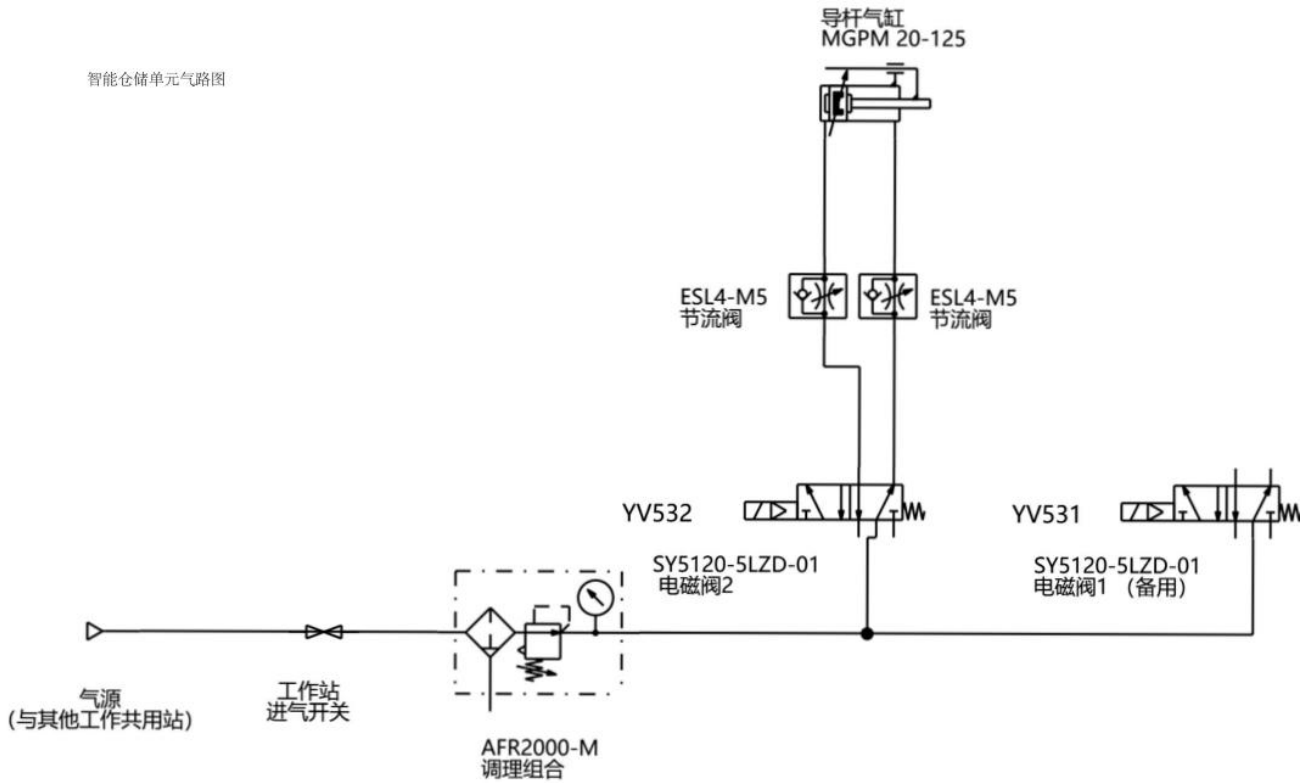 导杆气缸
MGPM 20-125
智能仓储单元气路图
ESL4-M5
节流阀
ESL4-M5
节流阀
YV532
YV531
SY5120-5LZD-01
电磁阀2
SY5120-5LZD-01
电磁阀1 （备用）
气源
(与其他工作共用站)
工作站
进气开关
AFR2000-M
调理组合